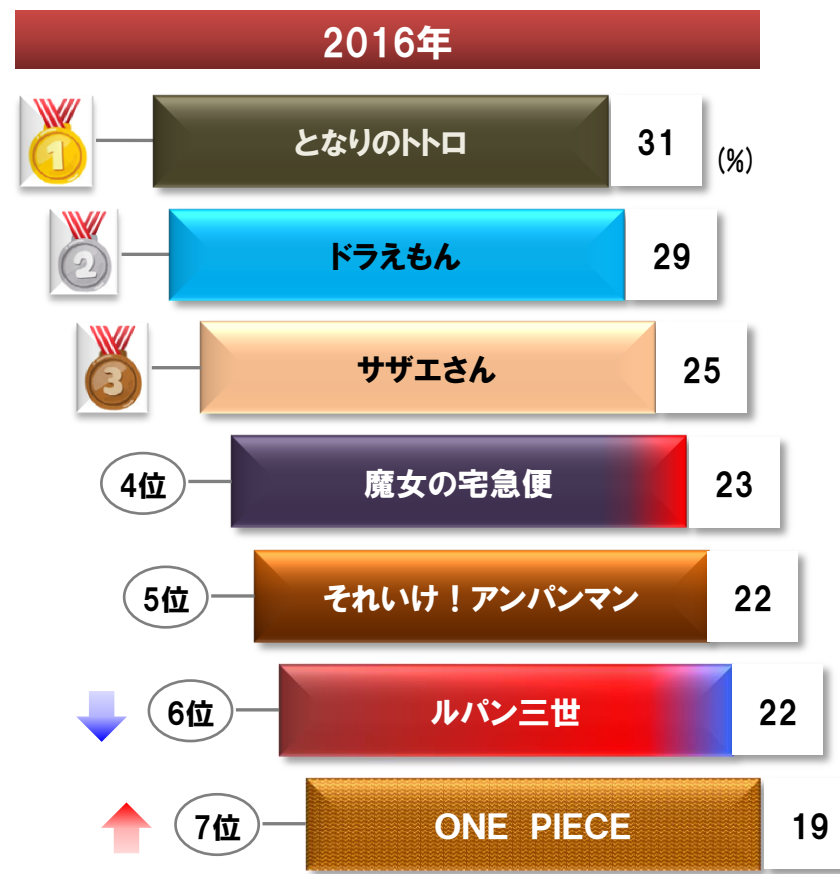 2016年
1 となりのトトロ 31 (%)
2 ドラえもん 29
3 サザエさん 25
4位 魔女の宅急便 23
5位 それいけ！アンパンマン 22
6位 ルパン三世 22
7位 ONE PIECE 19